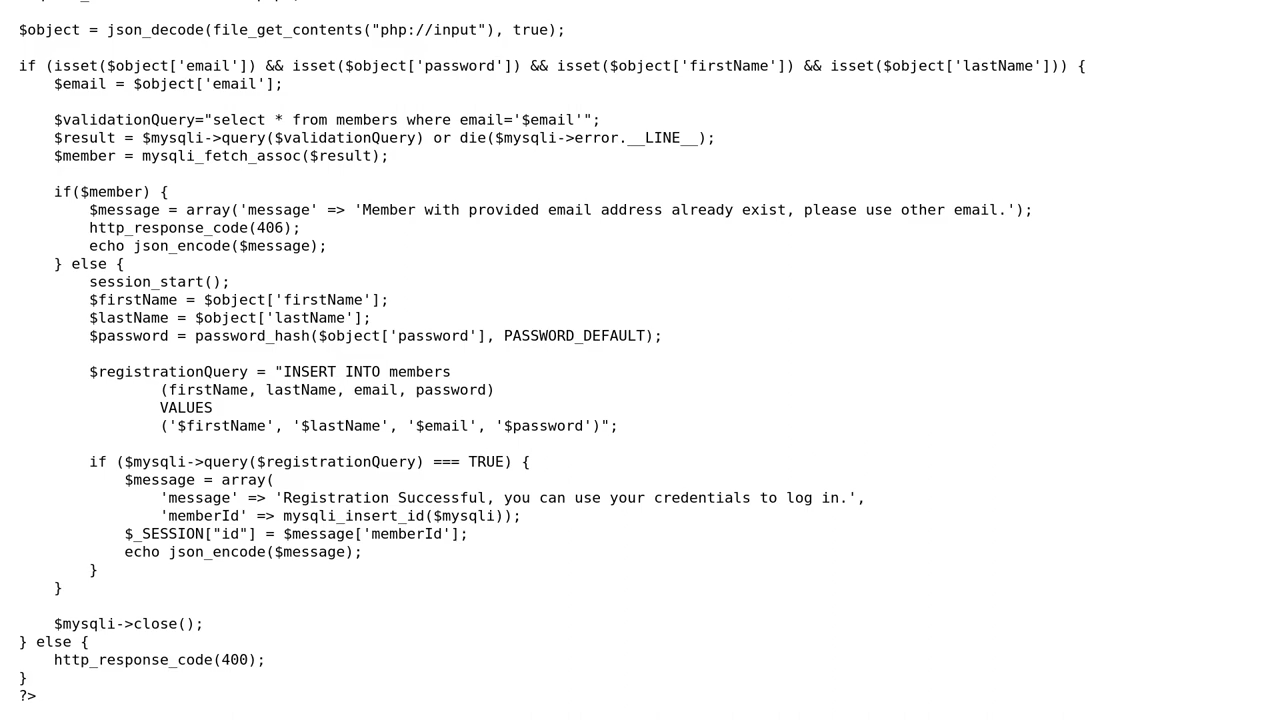 $object = json_decode(file_get_contents("php://input"), true);
if (isset($object['email']) && isset($object['password']) && isset($object['firstName']) && isset($object['lastName'])) {
    $email = $object['email'];
    $validationQuery="select * from members where email='$email'";
    $result = $mysqli->query($validationQuery) or die($mysqli->error.__LINE__);
    $member = mysqli_fetch_assoc($result);
    if($member) {
        $message = array('message' => 'Member with provided email address already exist, please use other email.');
        http_response_code(406);
        echo json_encode($message);
    } else {
        session_start();
        $firstName = $object['firstName'];
        $lastName = $object['lastName'];
        $password = password_hash($object['password'], PASSWORD_DEFAULT);
        $registrationQuery = "INSERT INTO members
                (firstName, lastName, email, password)
                VALUES
                ('$firstName', '$lastName', '$email', '$password')";
        if ($mysqli->query($registrationQuery) === TRUE) {
            $message = array(
                'message' => 'Registration Successful, you can use your credentials to log in.',
                'memberId' => mysqli_insert_id($mysqli));
            $_SESSION["id"] = $message['memberId'];
            echo json_encode($message);
        }
    }
    $mysqli->close();
} else {
    http_response_code(400);
}
?>